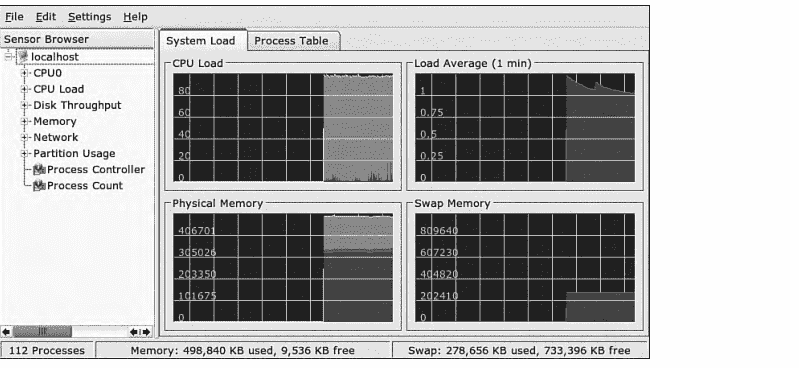 File Edit Settings Help
Sensor Browser
localhost
CPU0
CPU Load
Disk Throughput
Memory
Network
Partition Usage
Process Controller
Process Count
System Load Process Table
CPU Load
80
60
40
20
0
Load Average (1 min)
1
0.75
0.5
0.25
0
Physical Memory
406701
305026
203350
101675
0
Swap Memory
809640
607230
404820
202410
0
112 Processes Memory: 498,840 KB used, 9,536 KB free Swap: 278,656 KB used, 733,396 KB free